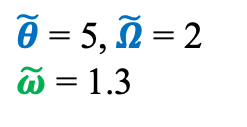 θ̃ = 5, Ω̃ = 2
ω̃ = 1.3